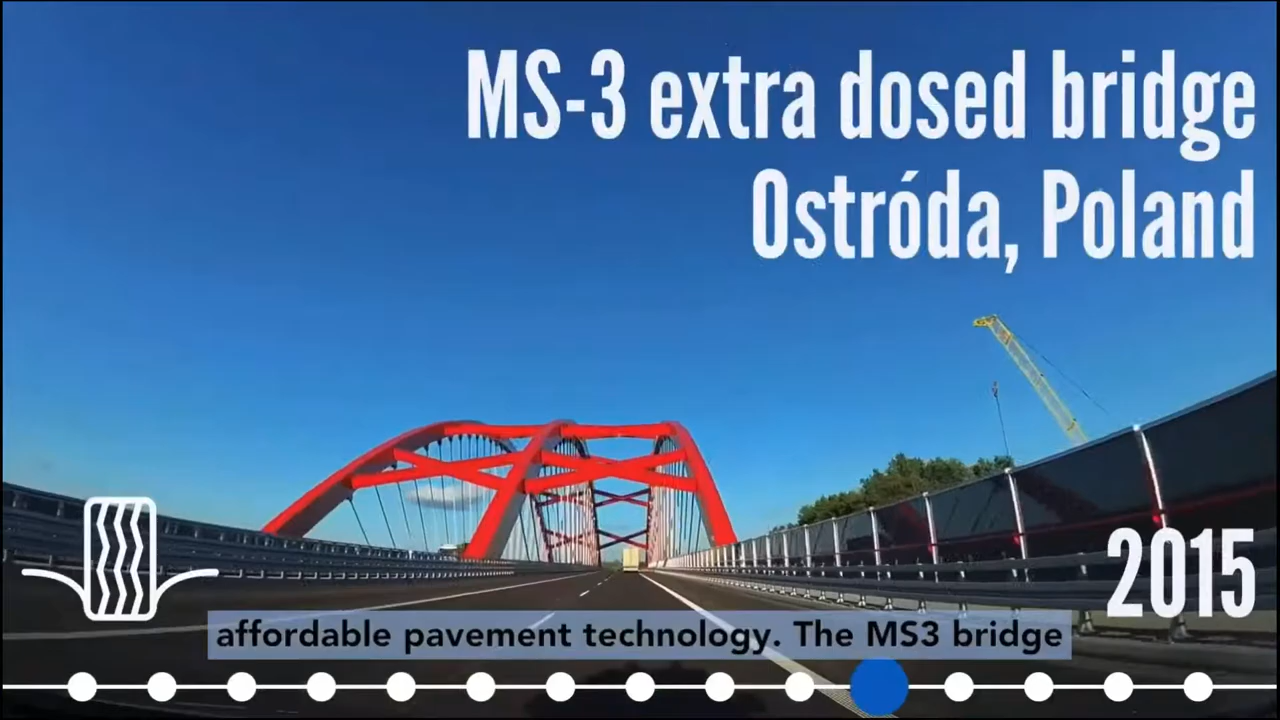 MS-3 extra dosed bridge
Ostróda, Poland
2015
affordable pavement technology. The MS3 bridge